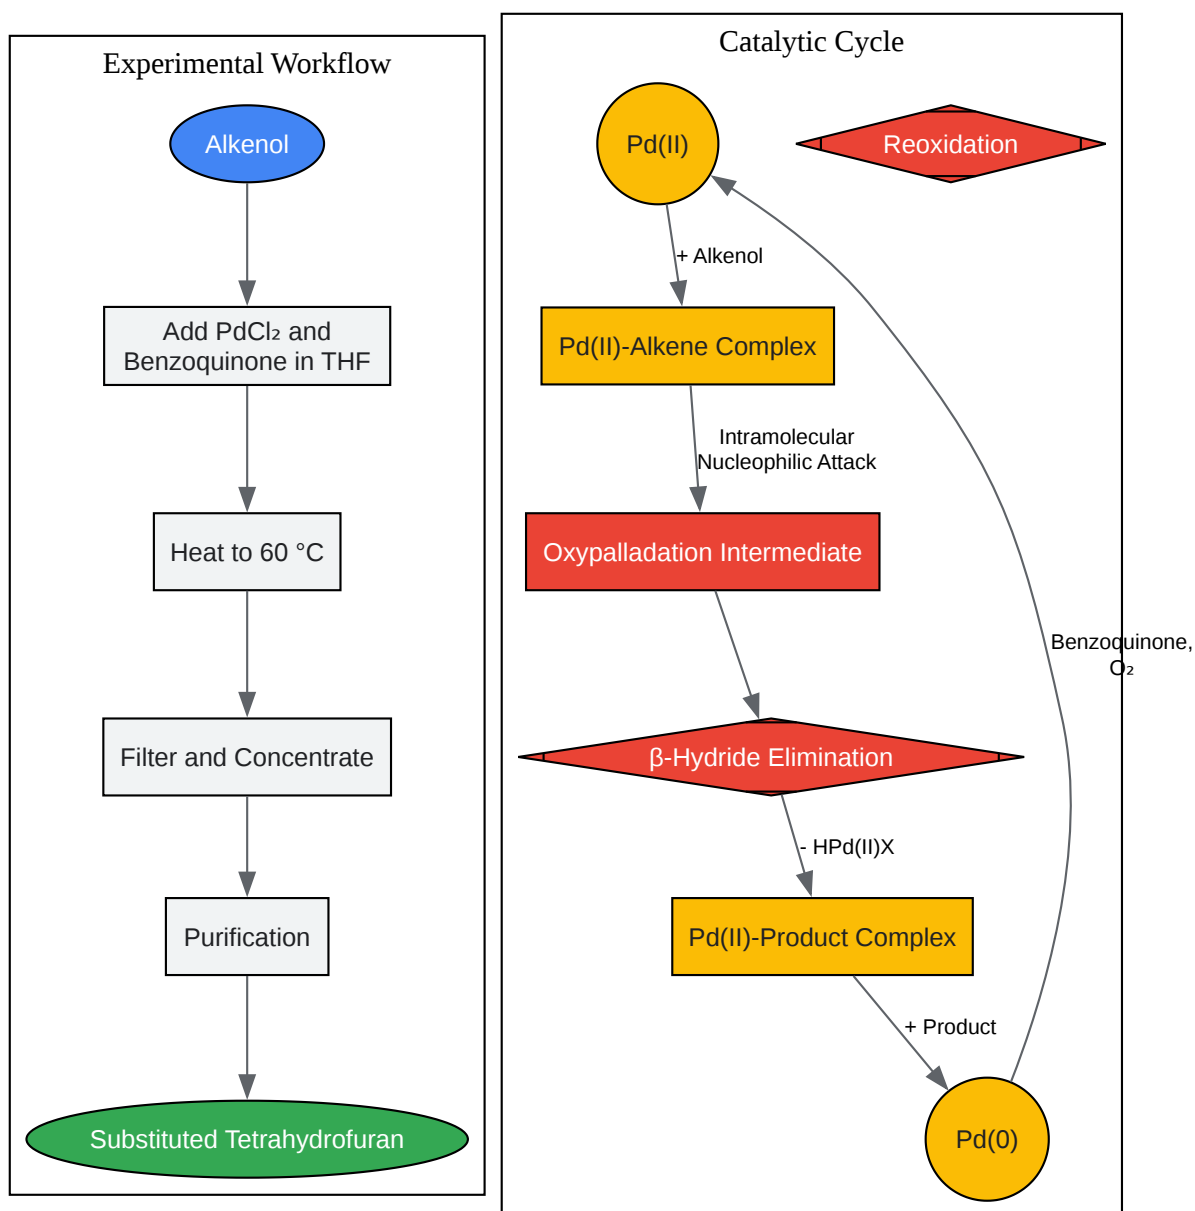 Experimental Workflow
Alkenol
Add PdCl₂ and
Benzoquinone in THF
Heat to 60 °C
Filter and Concentrate
Purification
Substituted Tetrahydrofuran
Catalytic Cycle
Pd(II)
Reoxidation
+ Alkenol
Pd(II)-Alkene Complex
Intramolecular
Nucleophilic Attack
Oxypalladation Intermediate
Benzoquinone,
O₂
β-Hydride Elimination
- HPd(II)X
Pd(II)-Product Complex
+ Product
Pd(0)